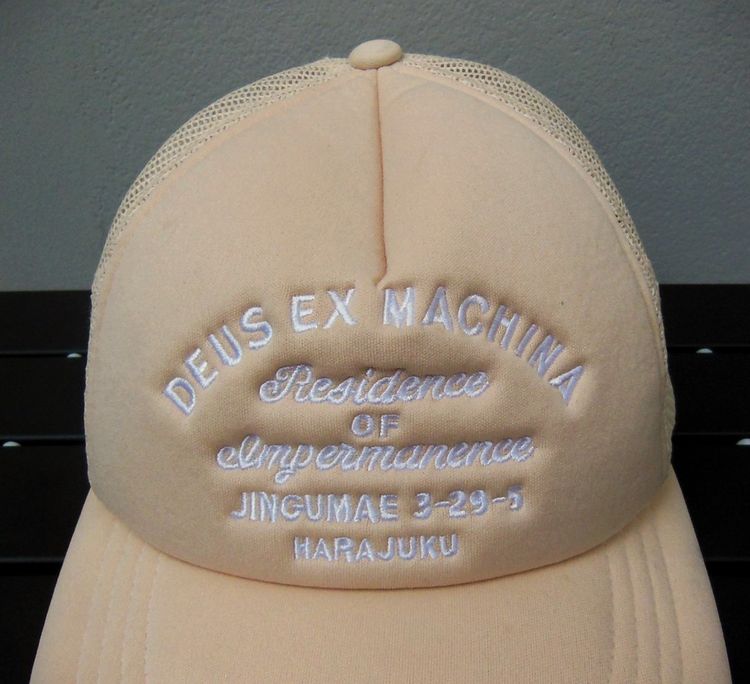 DEUS EX MACHINA
Residence
OF
Impermanence
JINGUMAE 3-29-5
HARAJUKU